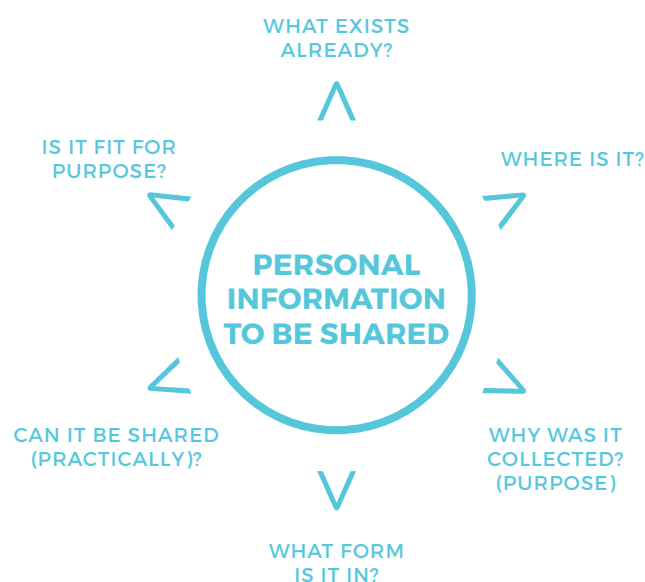 WHAT EXISTS
ALREADY?
WHERE IS IT?
WHY WAS IT
COLLECTED?
(PURPOSE)
WHAT FORM
IS IT IN?
CAN IT BE SHARED
(PRACTICALLY)?
IS IT FIT FOR
PURPOSE?
PERSONAL
INFORMATION
TO BE SHARED